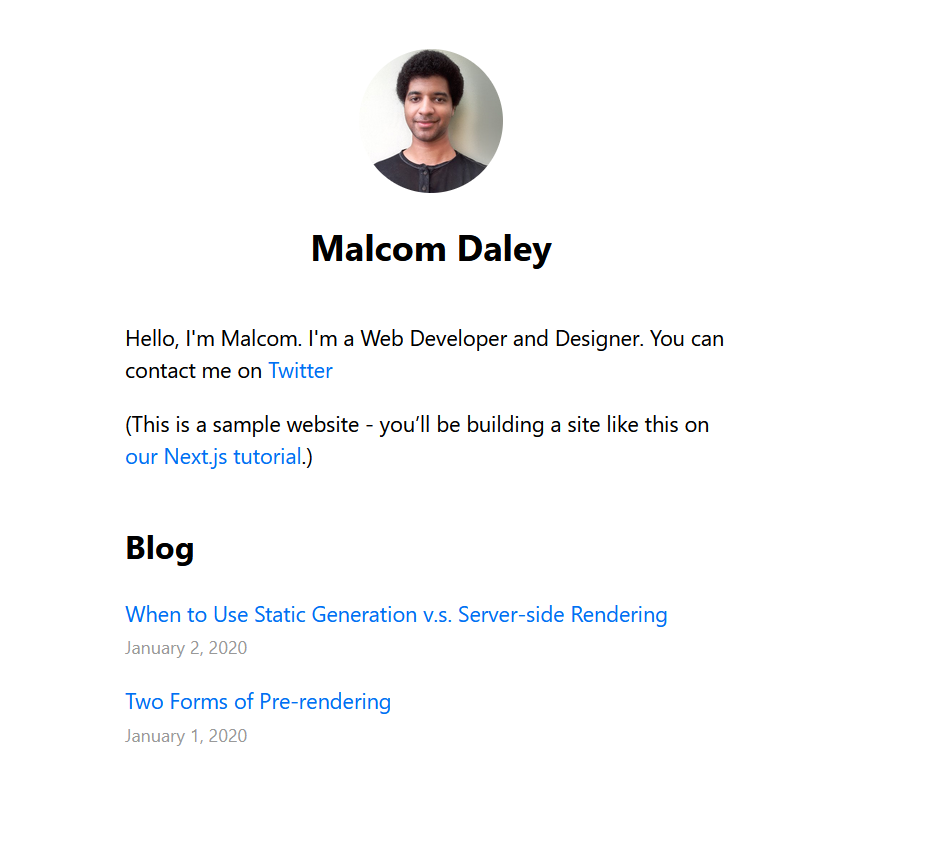 Malcom Daley
Hello, I'm Malcom. I'm a Web Developer and Designer. You can
contact me on Twitter
(This is a sample website - you’ll be building a site like this on
our Next.js tutorial.)
Blog
When to Use Static Generation v.s. Server-side Rendering
January 2, 2020
Two Forms of Pre-rendering
January 1, 2020